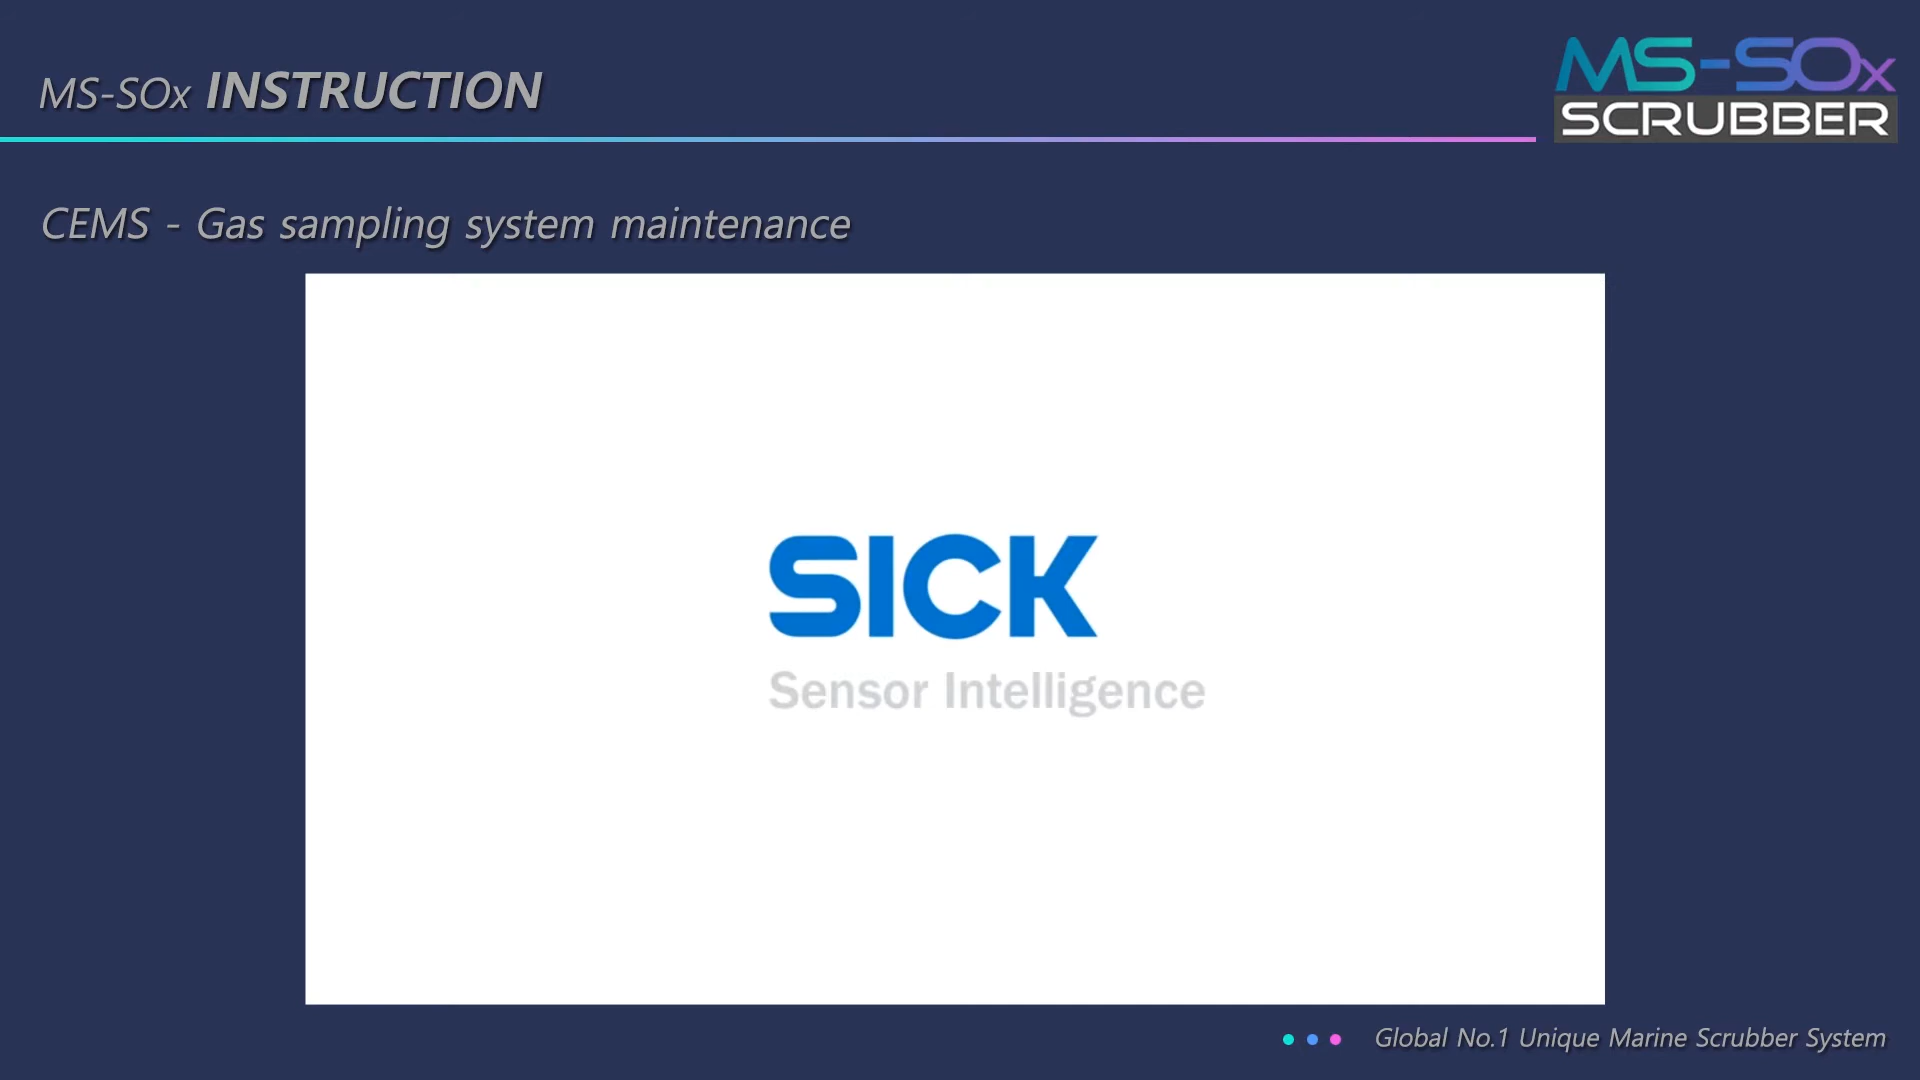 MS-SOx INSTRUCTION
MS-SOx
SCRUBBER
CEMS - Gas sampling system maintenance
SICK
Sensor Intelligence
Global No.1 Unique Marine Scrubber System